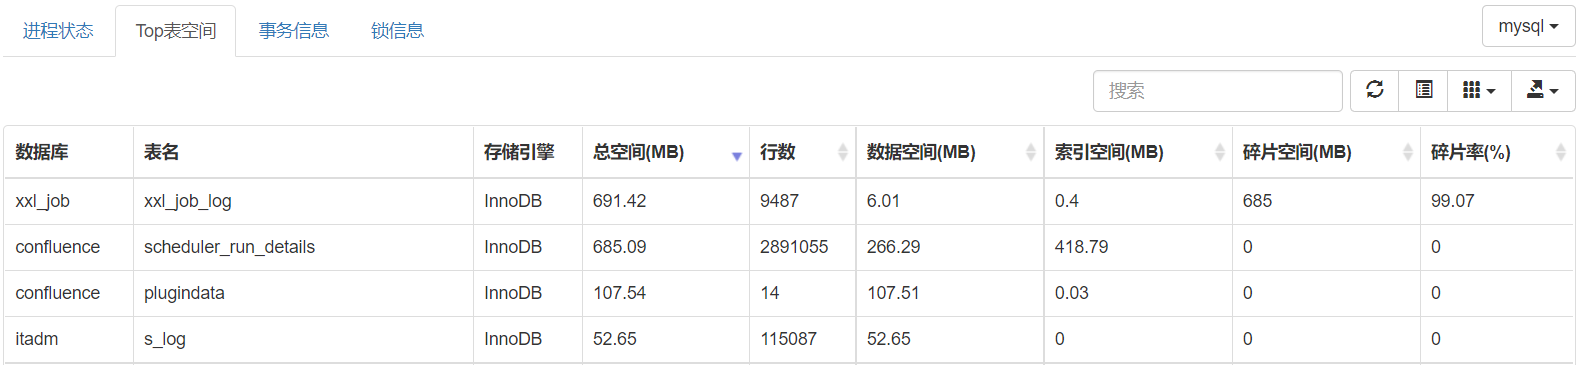 进程状态 Top表空间 事务信息 锁信息 mysql
搜索
数据库 表名 存储引擎 总空间(MB) 行数 数据空间(MB) 索引空间(MB) 碎片空间(MB) 碎片率(%)
xxl_job xxl_job_log InnoDB 691.42 9487 6.01 0.4 685 99.07
confluence scheduler_run_details InnoDB 685.09 2891055 266.29 418.79 0 0
confluence plugindata InnoDB 107.54 14 107.51 0.03 0 0
itadm s_log InnoDB 52.65 115087 52.65 0 0 0